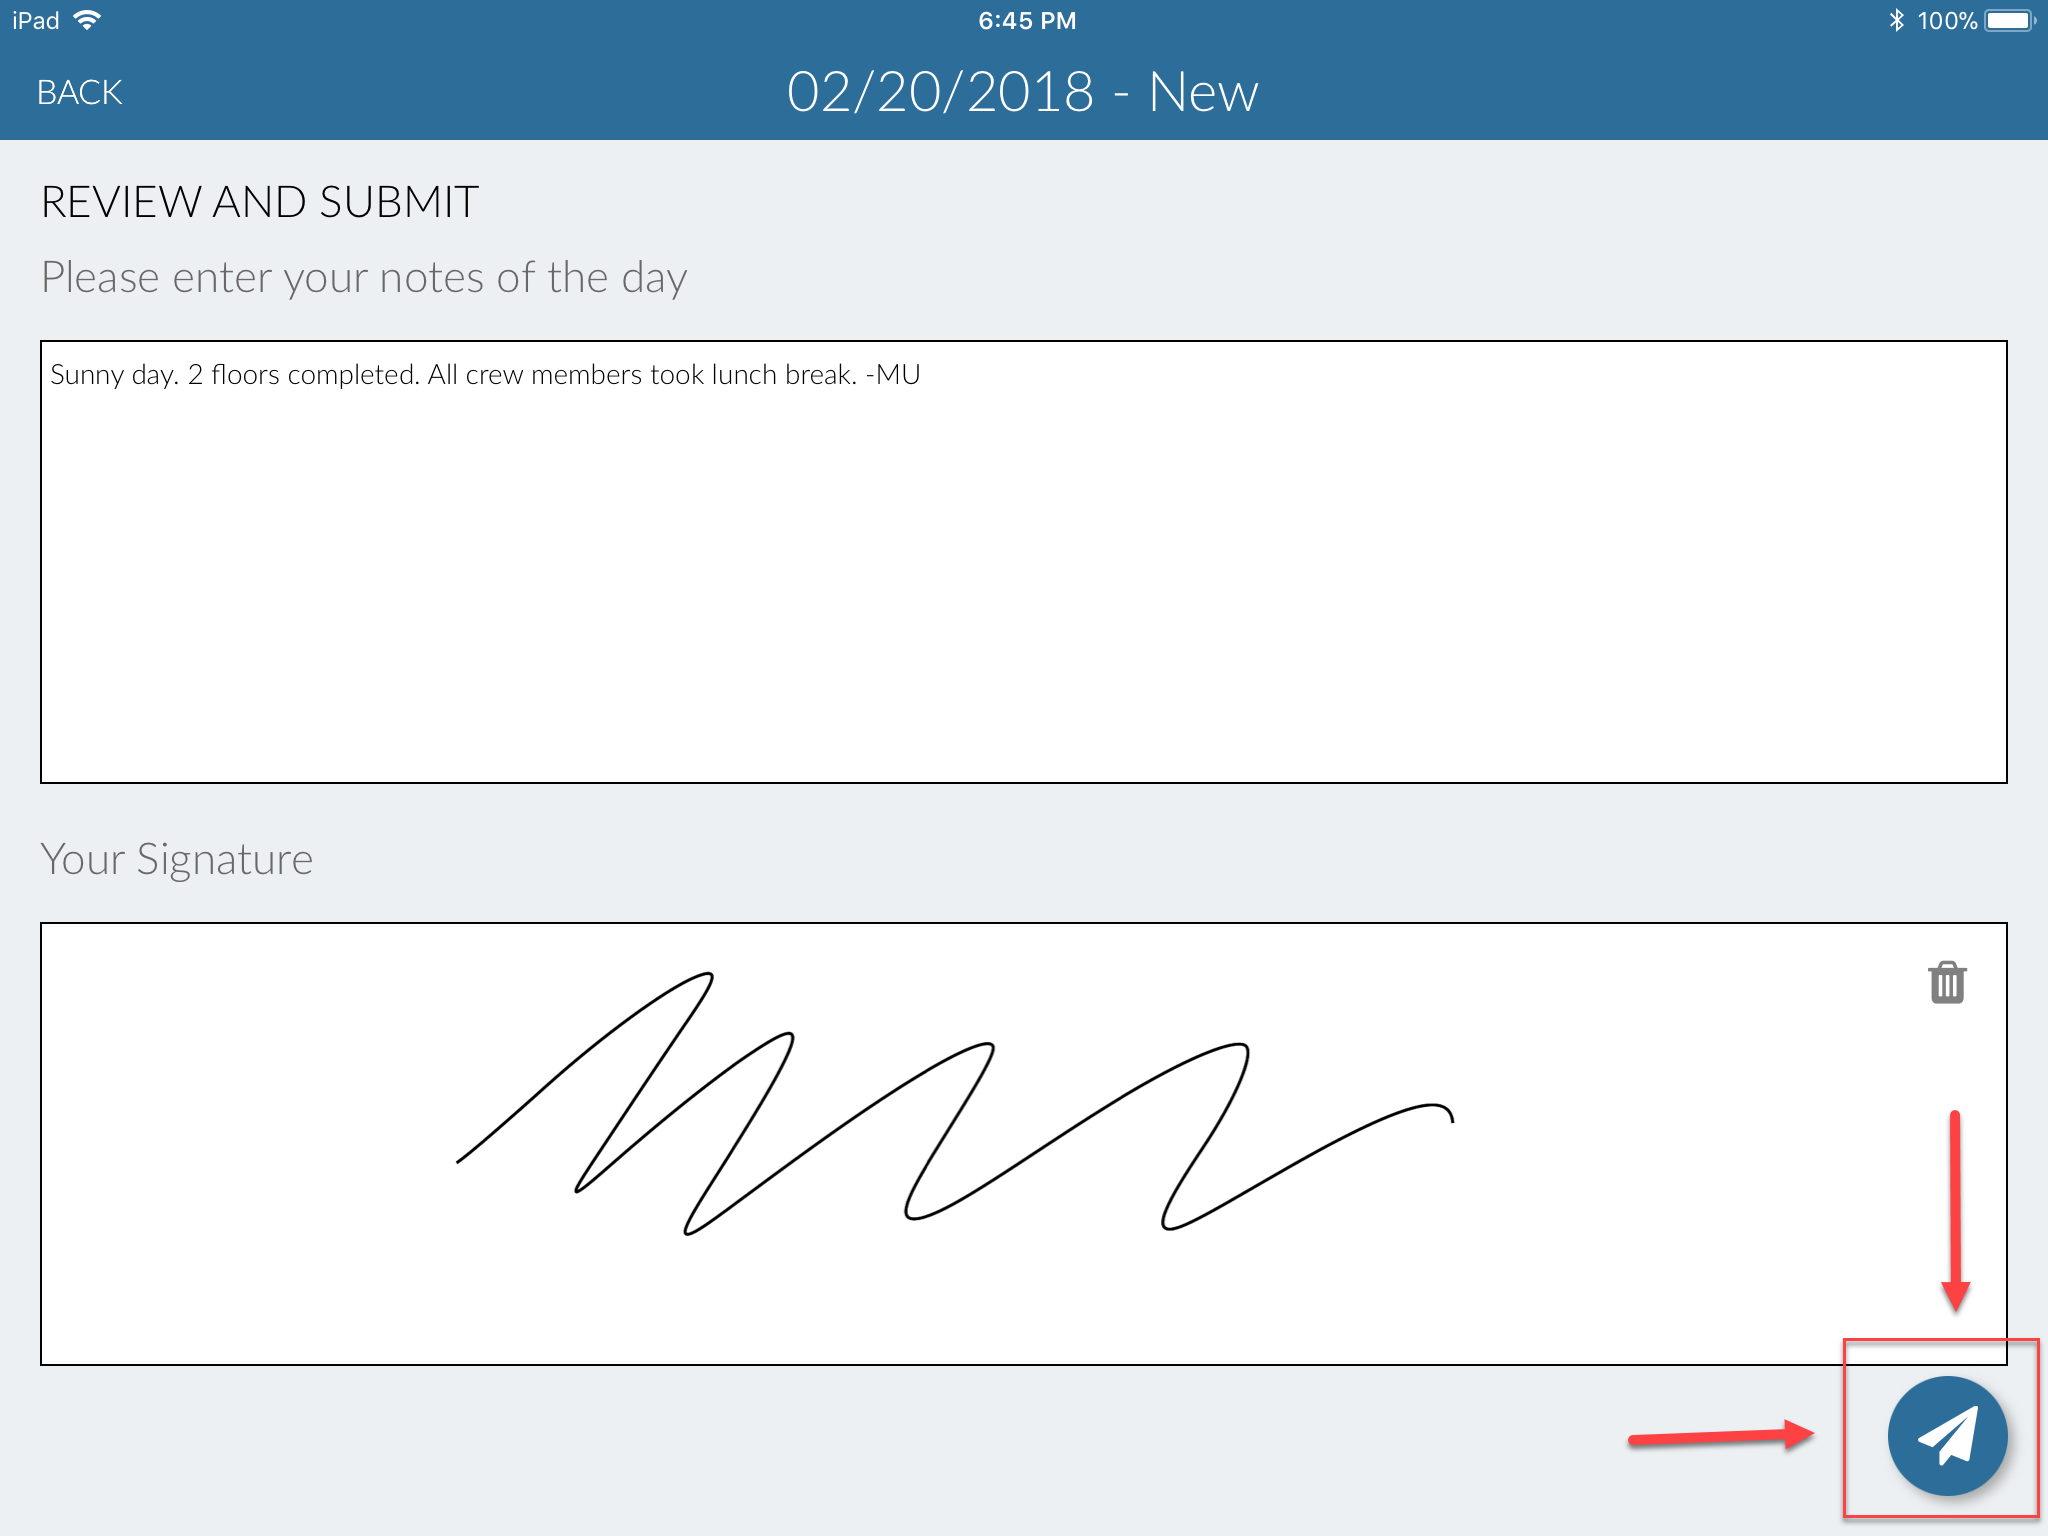 iPad 6:45 PM 100%
BACK 02/20/2018 - New
REVIEW AND SUBMIT
Please enter your notes of the day
Sunny day. 2 floors completed. All crew members took lunch break. -MU
Your Signature